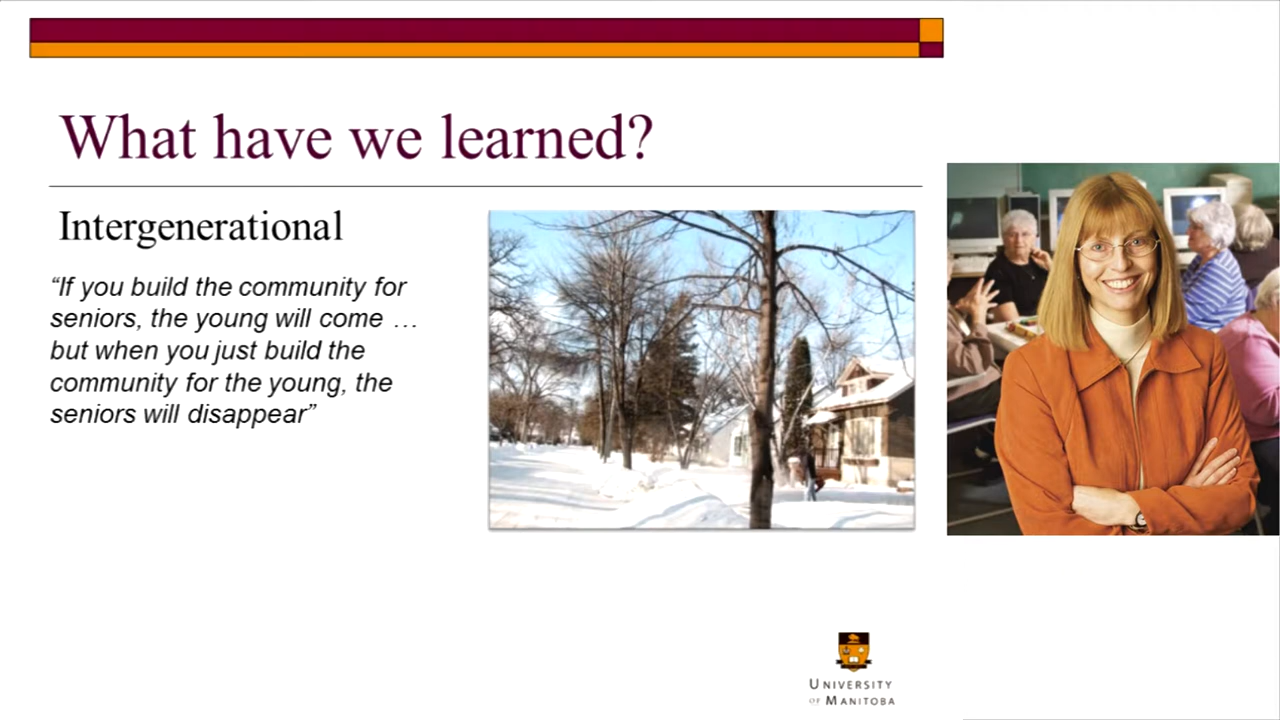 What have we learned?
Intergenerational
“If you build the community for
seniors, the young will come …
but when you just build the
community for the young, the
seniors will disappear”
UNIVERSITY
OF MANITOBA